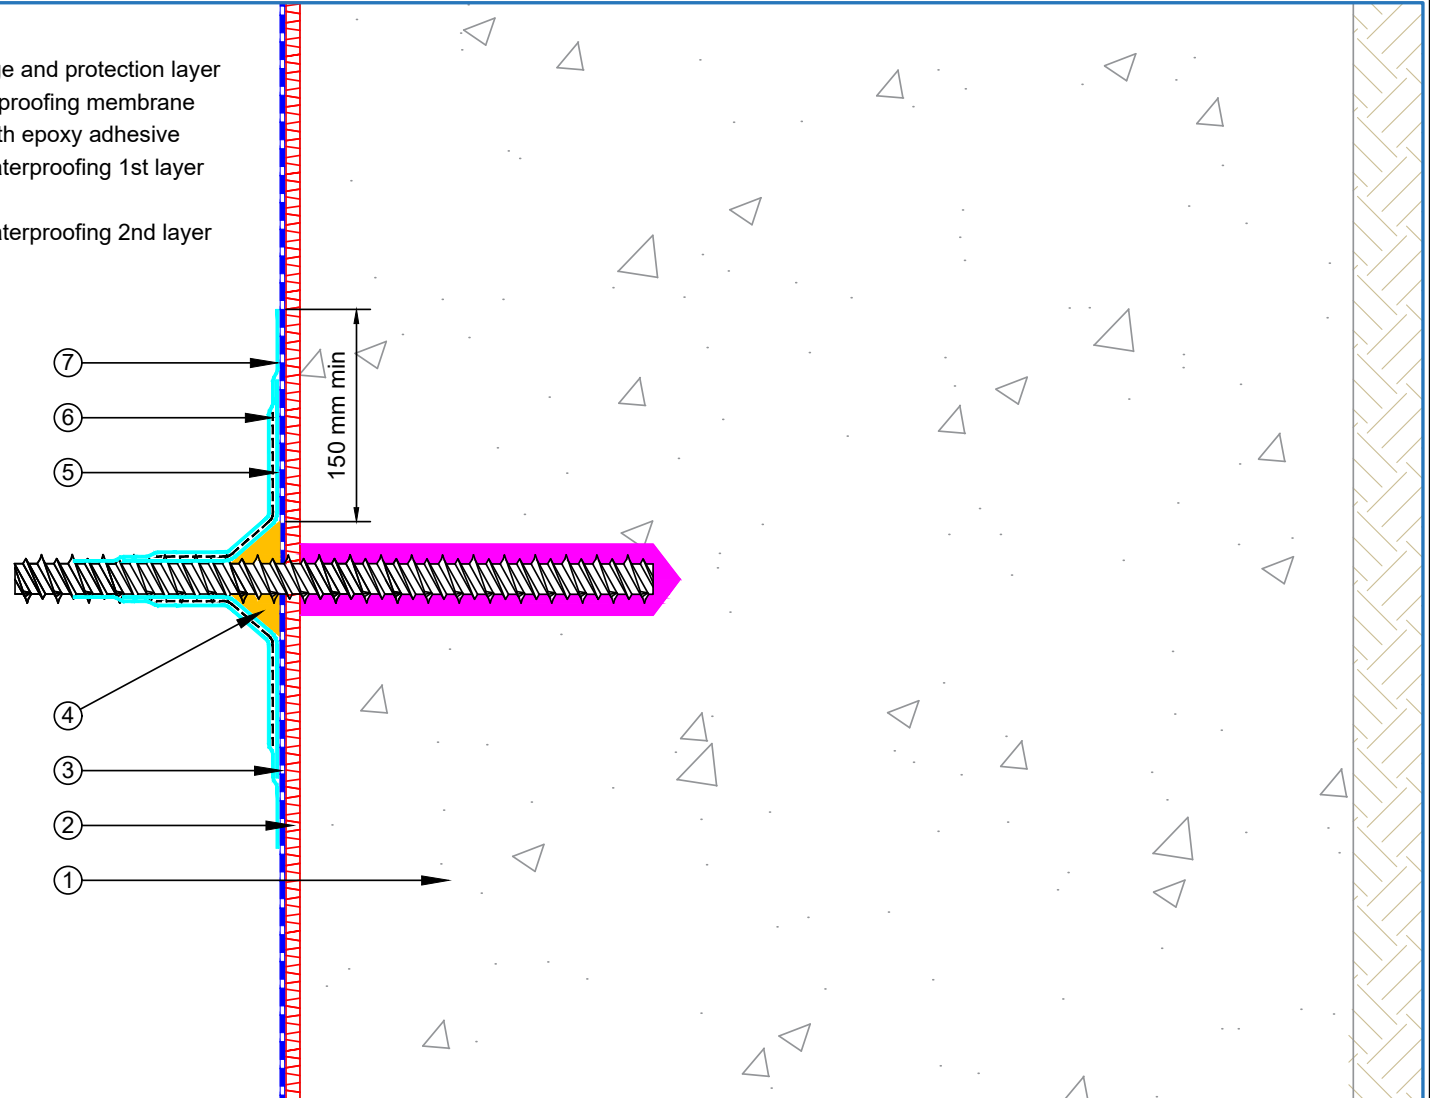 e and protection layer
proofing membrane
th epoxy adhesive
terproofing 1st layer
terproofing 2nd layer
7
6
5
150 mm min
4
3
2
1